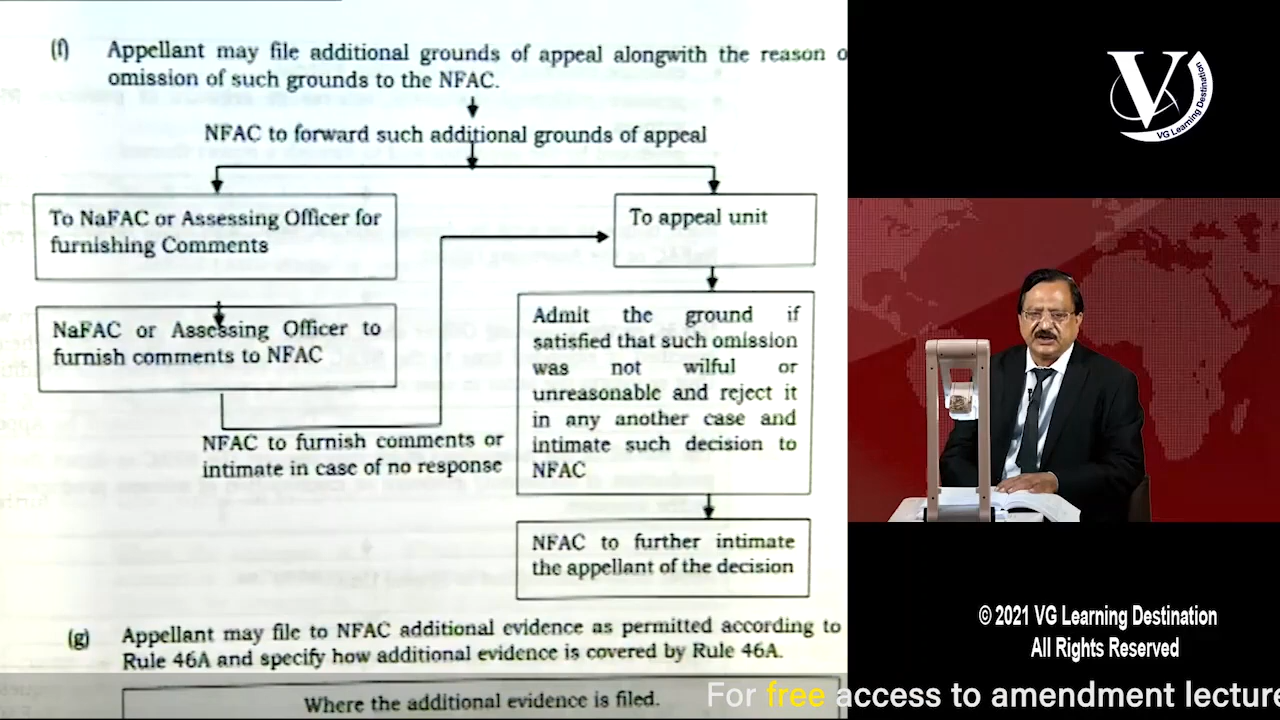 (f) Appellant may file additional grounds of appeal alongwith the reason o
omission of such grounds to the NFAC.
NFAC to forward such additional grounds of appeal
To NaFAC or Assessing Officer for
furnishing Comments
To appeal unit
NaFAC or Assessing Officer to
furnish comments to NFAC
NFAC to furnish comments or
intimate in case of no response
Admit the ground if
satisfied that such omission
was not wilful or
unreasonable and reject it
in any another case and
intimate such decision to
NFAC
NFAC to further intimate
the appellant of the decision
(g) Appellant may file to NFAC additional evidence as permitted according to
Rule 46A and specify how additional evidence is covered by Rule 46A.
Where the additional evidence is filed.
V
VG Learning Destination
© 2021 VG Learning Destination
All Rights Reserved
For free access to amendment lecture